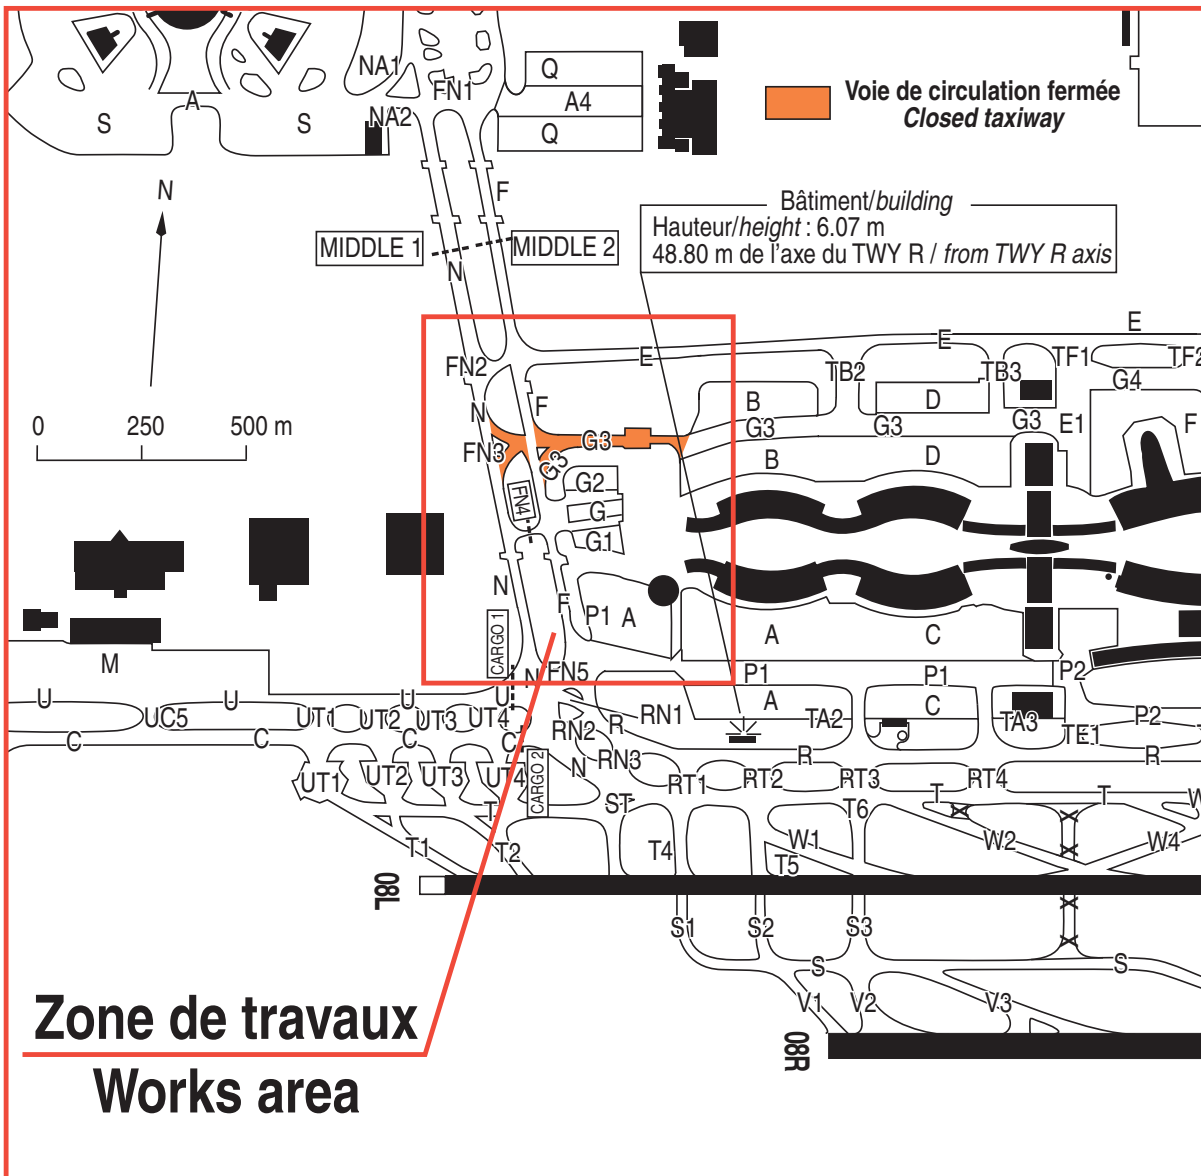 NA1
FN1
Q
A
A4
S
S
NA2
Q
Voie de circulation fermée
Closed taxiway
N
F
Bâtiment/building
Hauteur/height : 6.07 m
48.80 m de l'axe du TWY R / from TWY R axis
MIDDLE 1
MIDDLE 2
N
0 250 500 m
E
E
E
FN2
TB2
TB3
TF1
TF2
G4
N
F
B
D
G3
G3
G3
G3
E1
F
FN3
G3
B
D
G2
FN4
G
G1
N
F
P1
A
A
C
CARGO 1
M
N
FN5
P1
P1
P2
U
U
U
U
UC5
UT1
UT2
UT3
UT4
RN1
R
RN2
A
TA2
C
TA3
P2
TE1
C
C
C
C
R
R
RN3
N
UT1
UT2
UT3
UT4
CARGO 2
RT1
RT2
RT3
RT4
T
ST
T6
T
T
W
T1
T2
T4
W1
T5
W2
W4
08L
S1
S2
S3
S
S
V1
V2
V3
08R
Zone de travaux
Works area